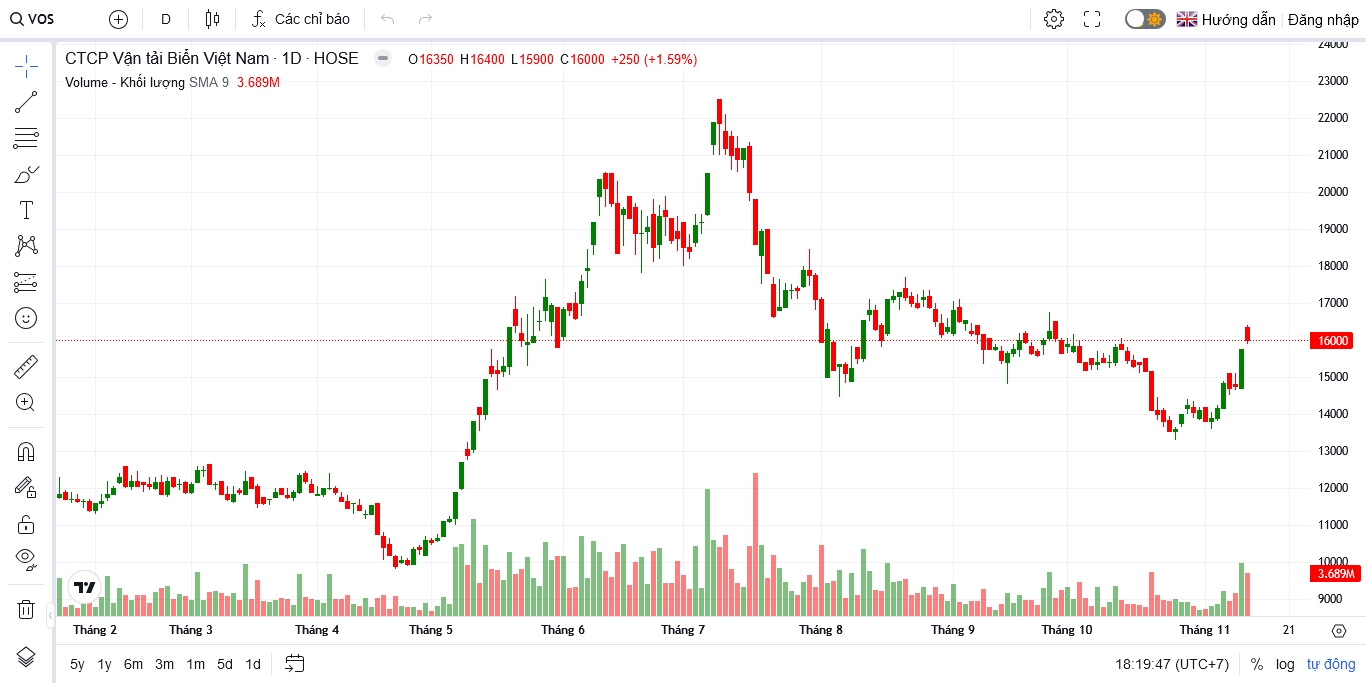 VOS
D
Các chỉ báo
Hướng dẫn
Đăng nhập
CTCP Vận tải Biển Việt Nam · 1D · HOSE O16350 H16400 L15900 C16000 +250 (+1.59%)
Volume - Khối lượng SMA 9 3.689M
24000
23000
22000
21000
20000
19000
18000
17000
16000
15000
14000
13000
12000
11000
10000
3.689M
9000
Tháng 2 Tháng 3 Tháng 4 Tháng 5 Tháng 6 Tháng 7 Tháng 8 Tháng 9 Tháng 10 Tháng 11 21
5y 1y 6m 3m 1m 5d 1d
18:19:47 (UTC+7) % log tự động